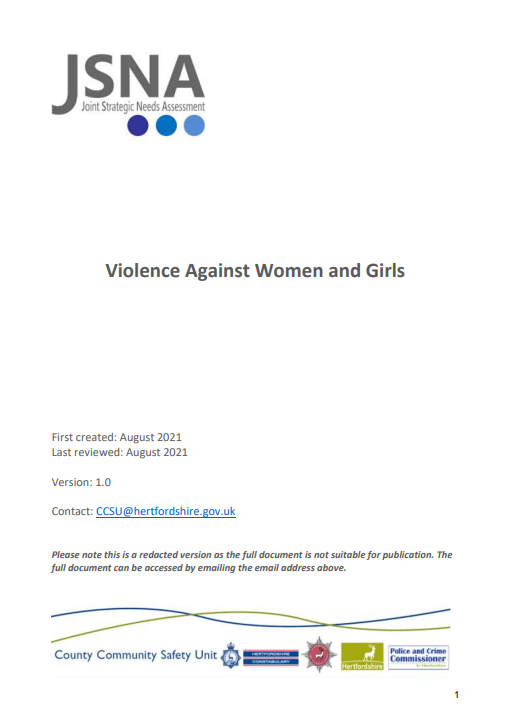 JSNA
Joint Strategic Needs Assessment
Violence Against Women and Girls
First created: August 2021
Last reviewed: August 2021
Version: 1.0
Contact: CCSU@hertfordshire.gov.uk
Please note this is a redacted version as the full document is not suitable for publication. The
full document can be accessed by emailing the email address above.
County Community Safety Unit
HERTFORDSHIRE
CONSTABULARY
Hertfordshire
Police and Crime
Commissioner
for Hertfordshire
1